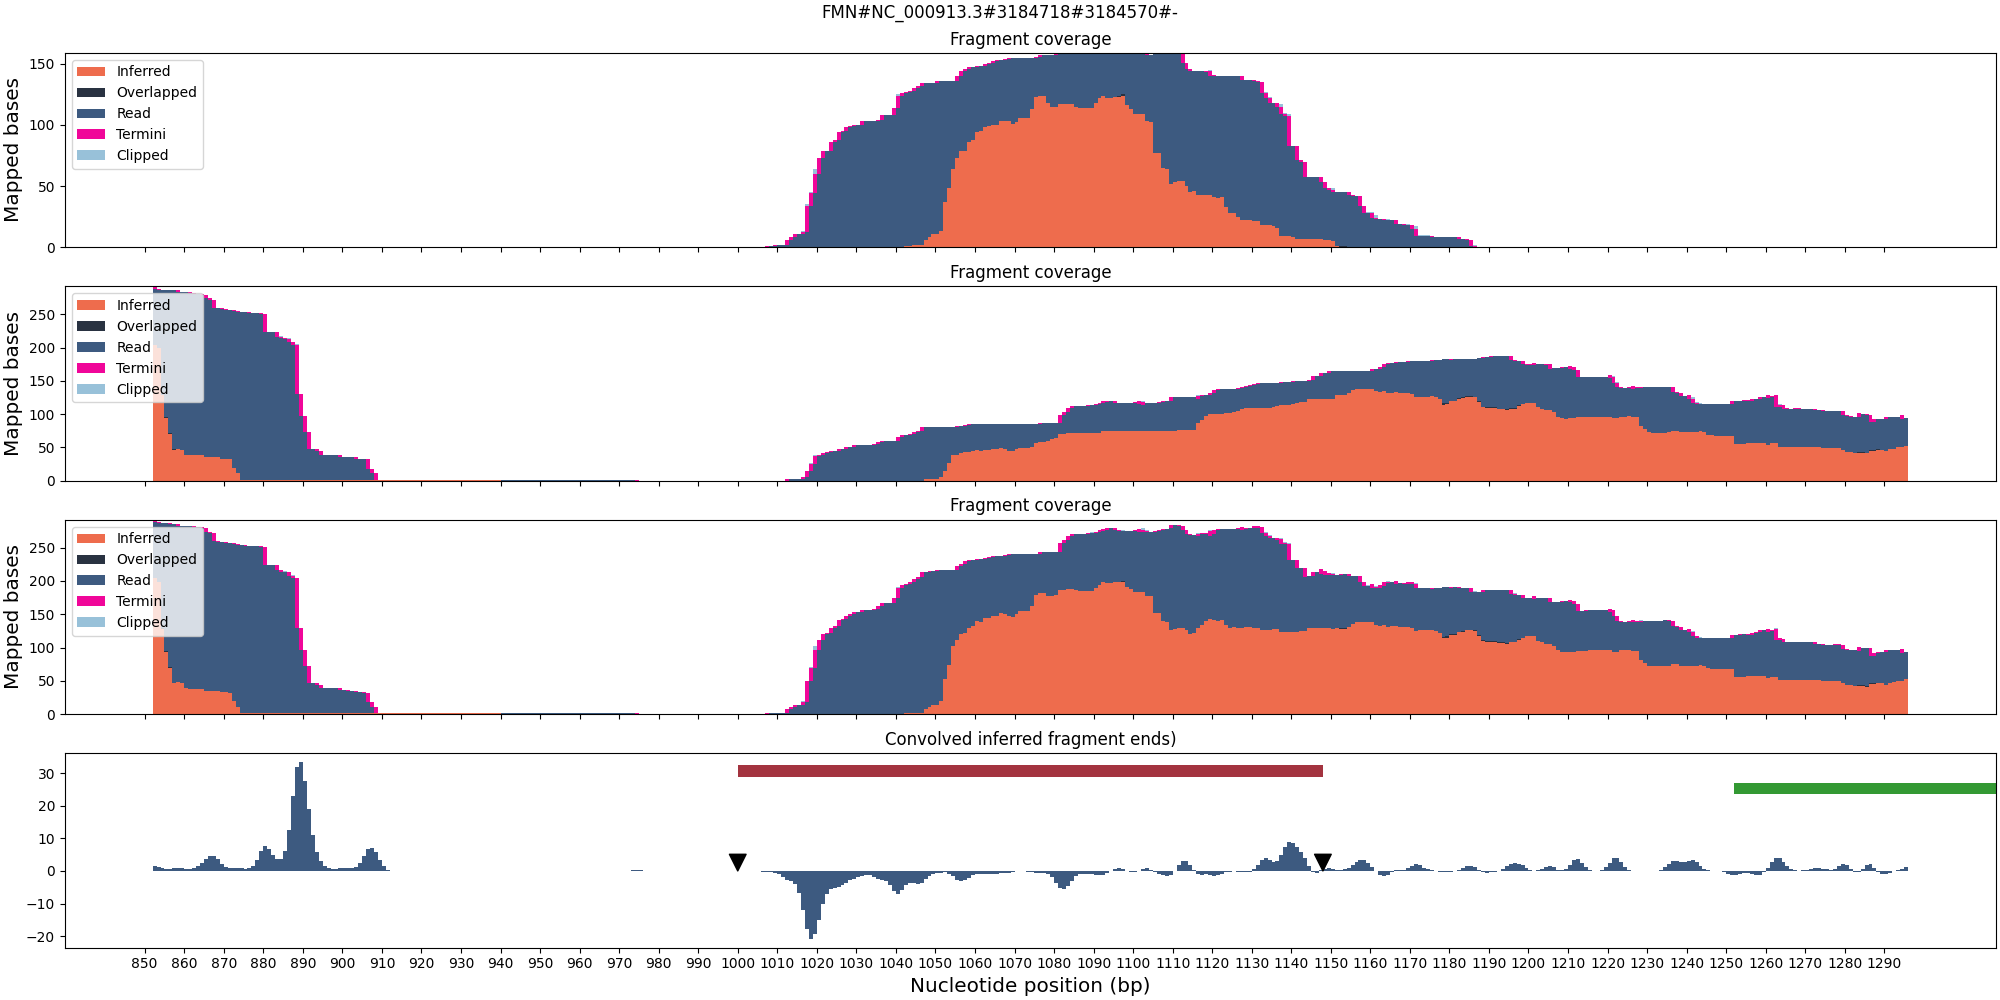 FMN#NC_000913.3#3184718#3184570#-
Fragment coverage
Mapped bases
150
100
50
0
Inferred
Overlapped
Read
Termini
Clipped
Fragment coverage
Mapped bases
250
200
150
100
50
0
Inferred
Overlapped
Read
Termini
Clipped
Fragment coverage
Mapped bases
250
200
150
100
50
0
Inferred
Overlapped
Read
Termini
Clipped
Convolved inferred fragment ends)
30
20
10
0
−10
−20
850 860 870 880 890 900 910 920 930 940 950 960 970 980 990 1000 1010 1020 1030 1040 1050 1060 1070 1080 1090 1100 1110 1120 1130 1140 1150 1160 1170 1180 1190 1200 1210 1220 1230 1240 1250 1260 1270 1280 1290
Nucleotide position (bp)